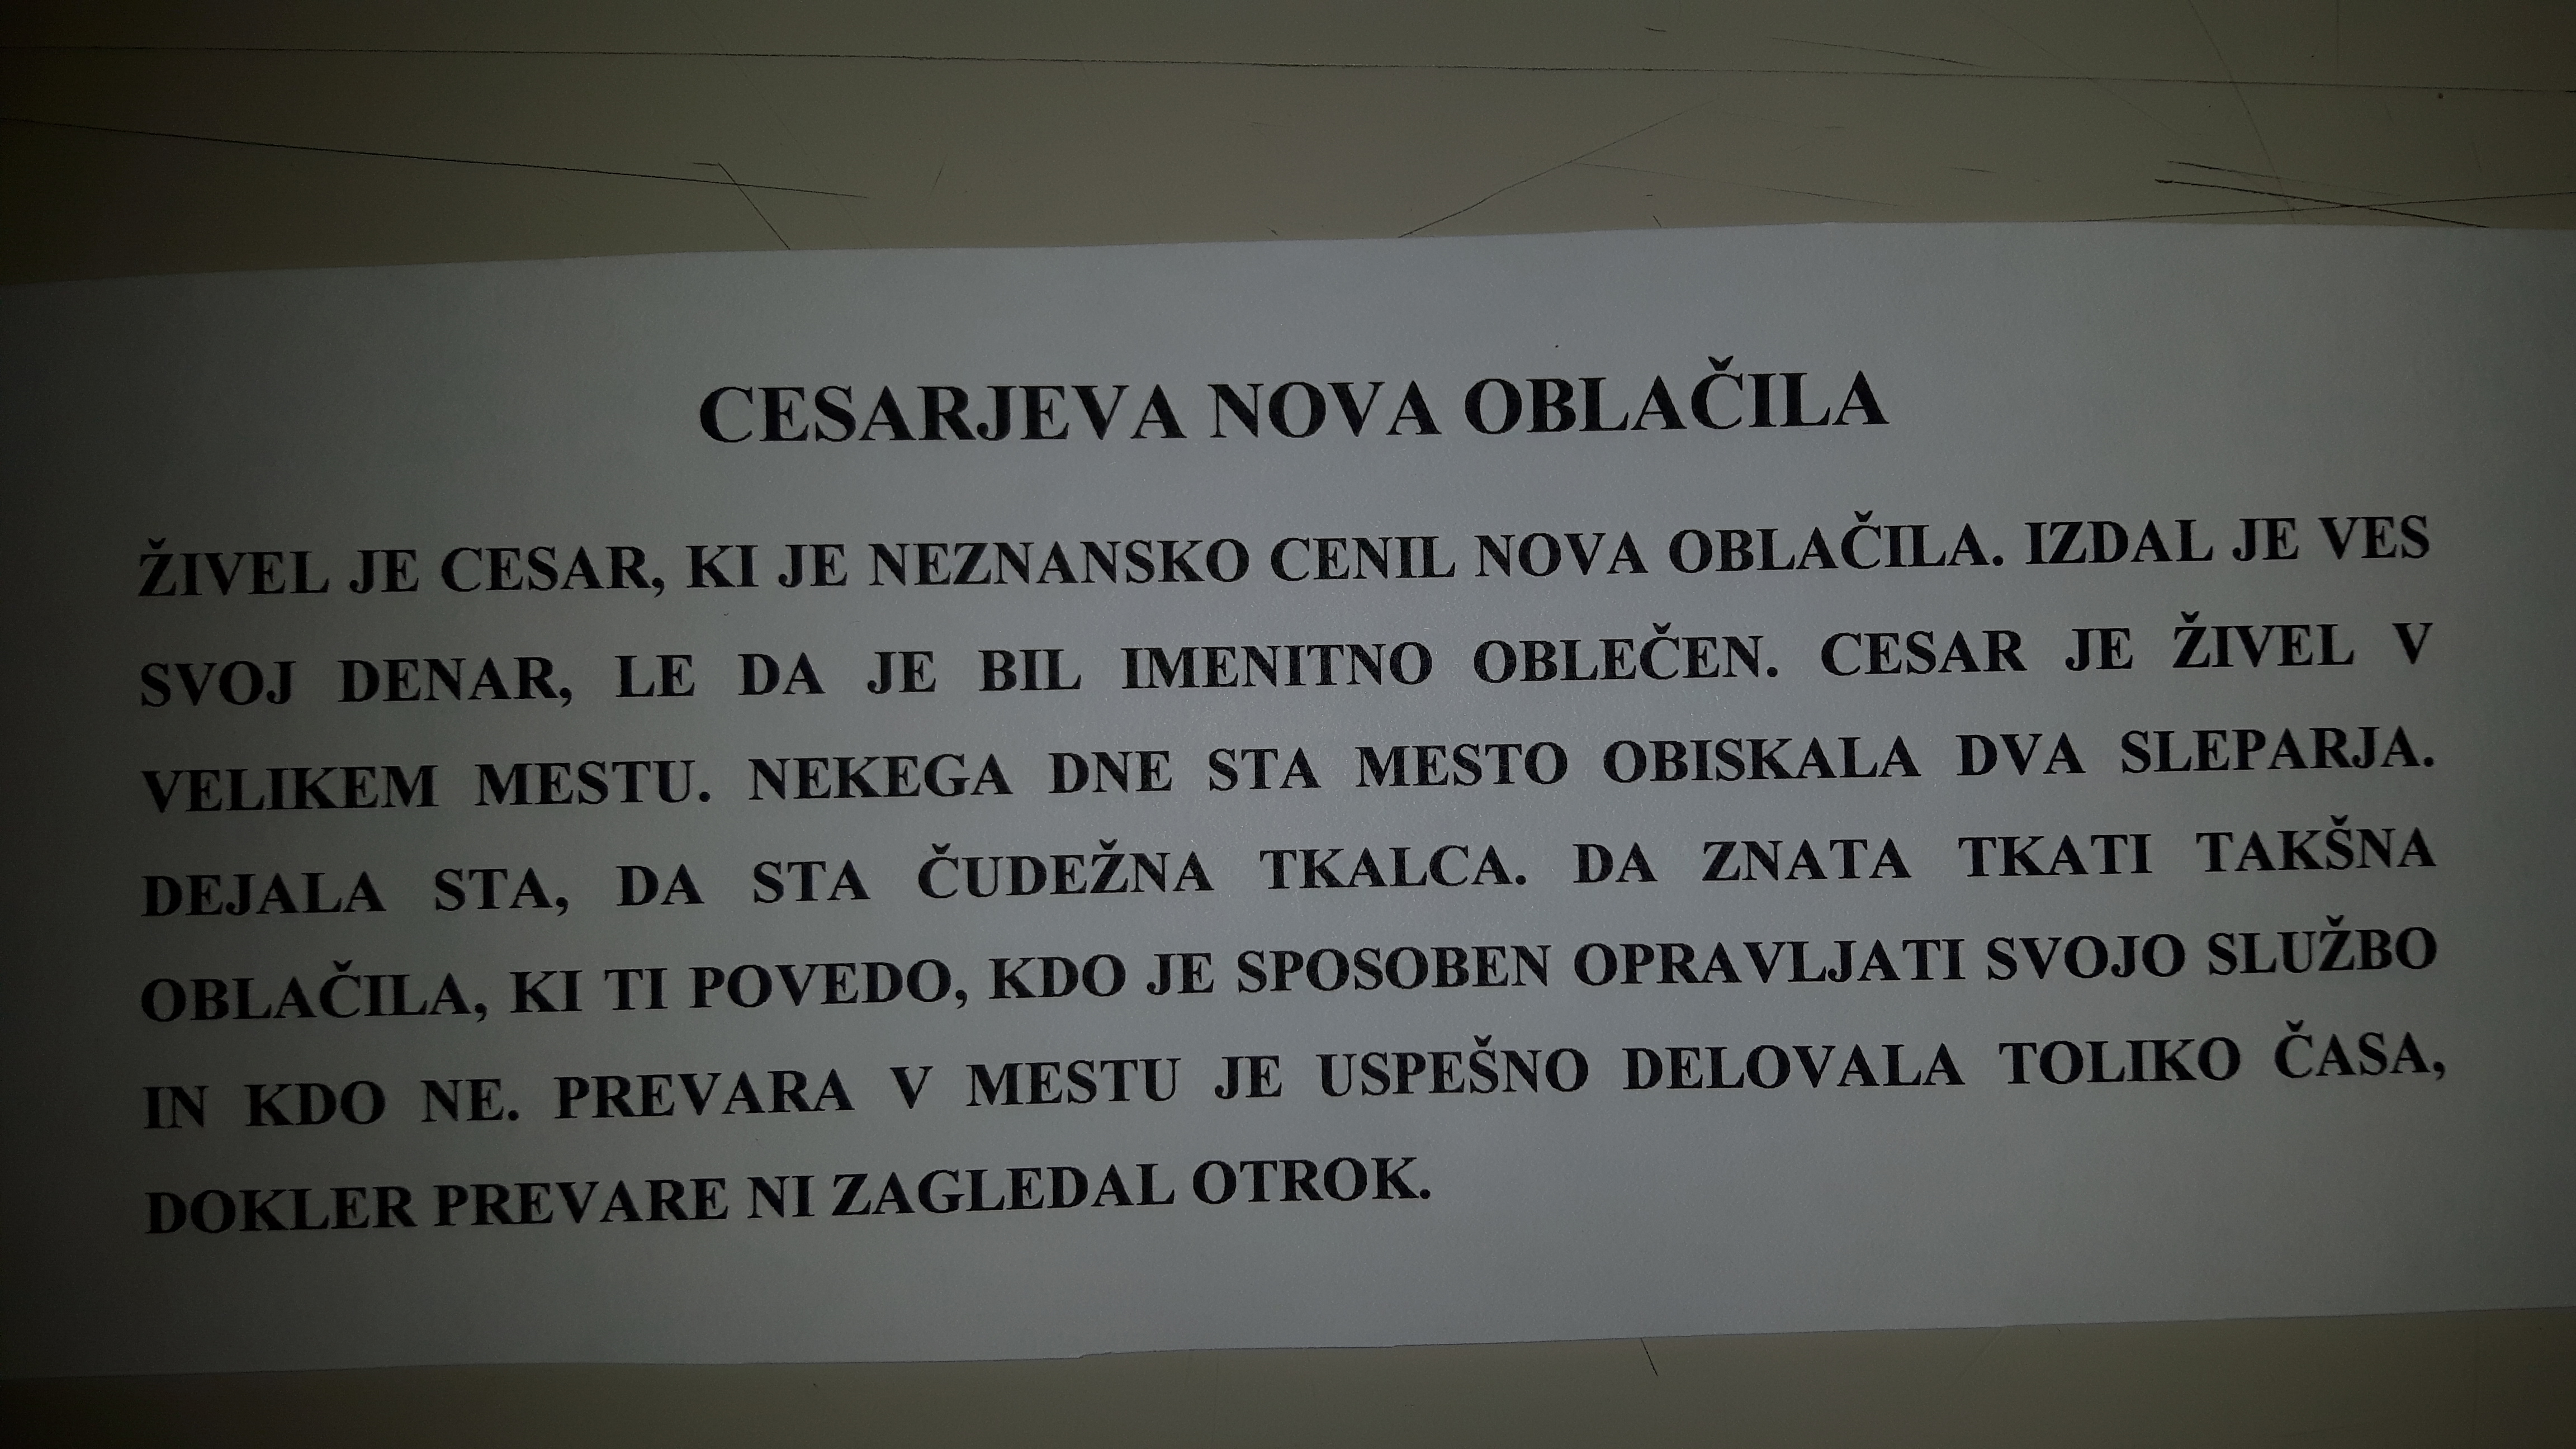 CESARJEVA NOVA OBLAČILA
ŽIVEL JE CESAR, KI JE NEZNANSKO CENIL NOVA OBLAČILA. IZDAL JE VES
SVOJ DENAR, LE DA JE BIL IMENITNO OBLEČEN. CESAR JE ŽIVEL V
VELIKEM MESTU. NEKEGA DNE STA MESTO OBISKALA DVA SLEPARJA.
DEJALA STA, DA STA ČUDEŽNA TKALCA. DA ZNATA TKATI TAKŠNA
OBLAČILA, KI TI POVEDO, KDO JE SPOSOBEN OPRAVLJATI SVOJO SLUŽBO
IN KDO NE. PREVARA V MESTU JE USPEŠNO DELOVALA TOLIKO ČASA,
DOKLER PREVARE NI ZAGLEDAL OTROK.